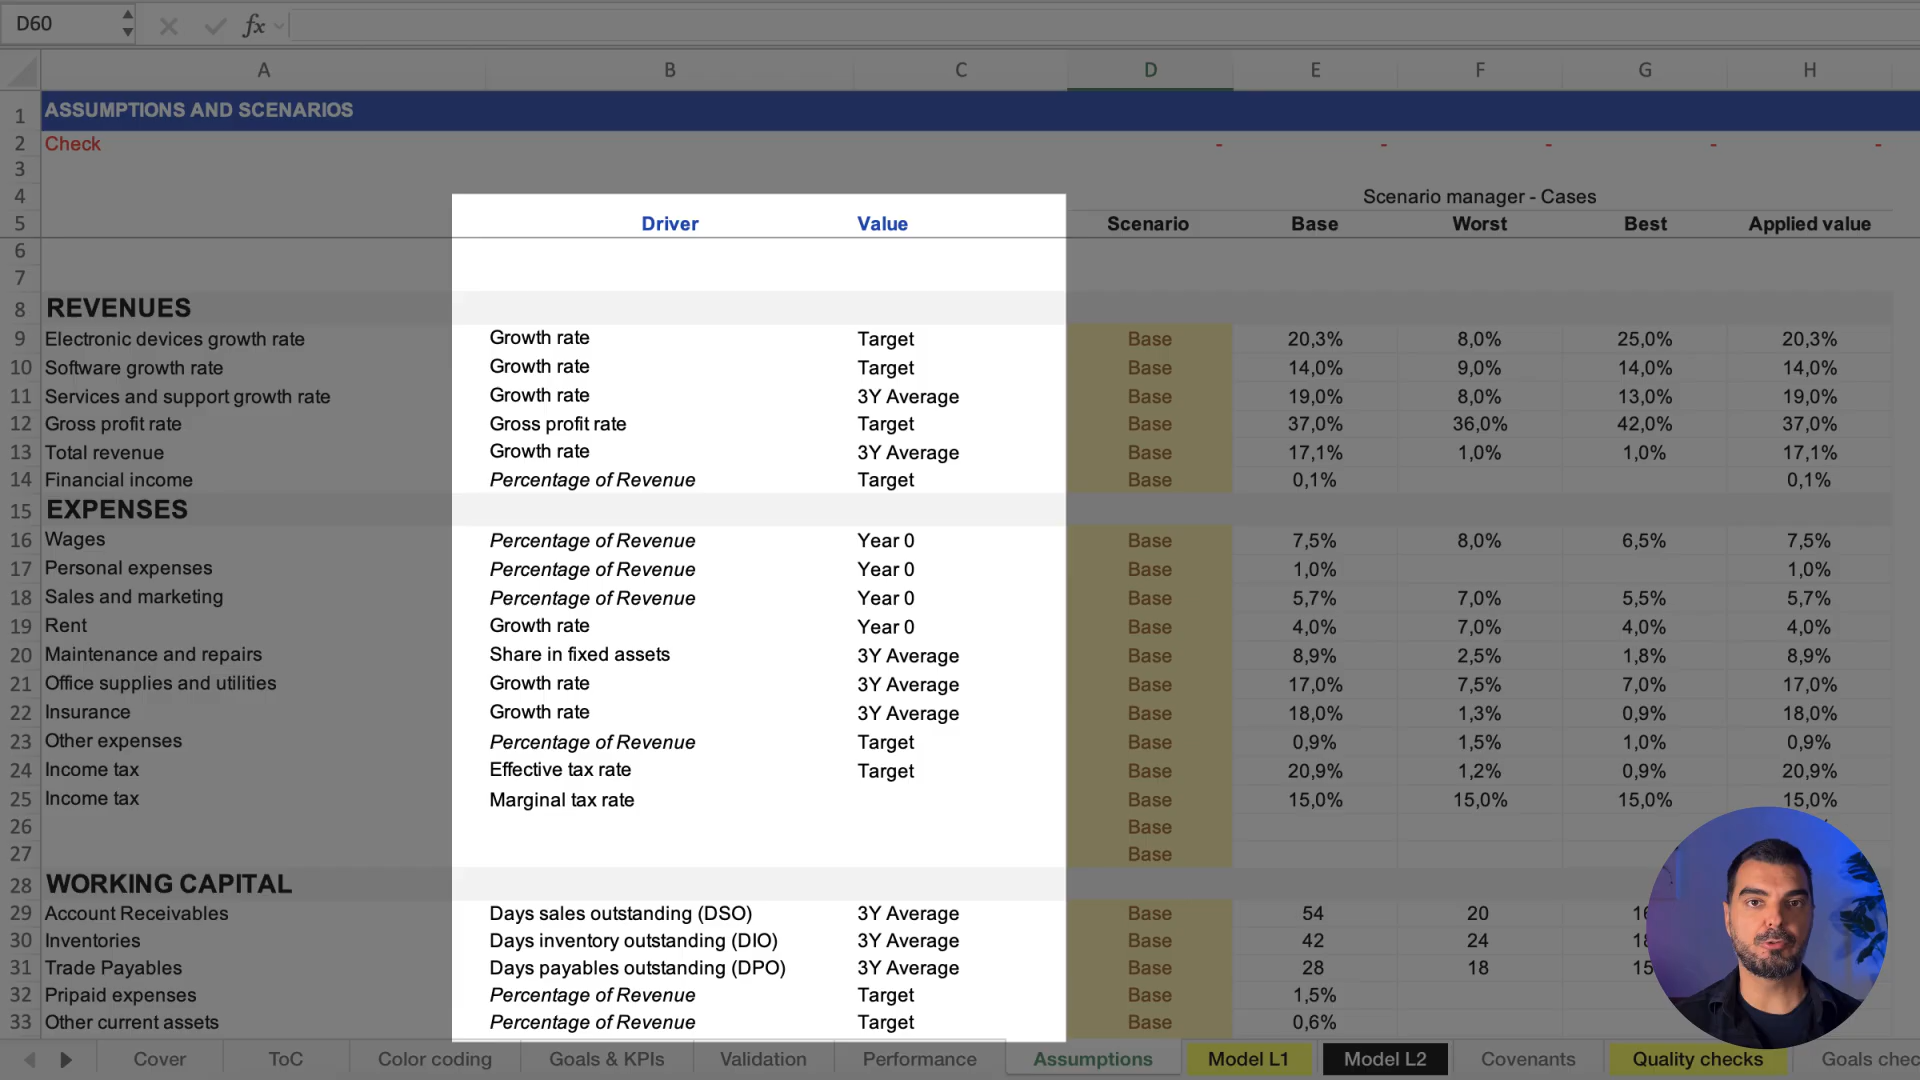 D60 fx
A B C D E F G H
1 ASSUMPTIONS AND SCENARIOS
2 Check - - - - -
3
4 Scenario manager - Cases
5 Driver Value Scenario Base Worst Best Applied value
6
7
8 REVENUES
9 Electronic devices growth rate Growth rate Target Base 20,3% 8,0% 25,0% 20,3%
10 Software growth rate Growth rate Target Base 14,0% 9,0% 14,0% 14,0%
11 Services and support growth rate Growth rate 3Y Average Base 19,0% 8,0% 13,0% 19,0%
12 Gross profit rate Gross profit rate Target Base 37,0% 36,0% 42,0% 37,0%
13 Total revenue Growth rate 3Y Average Base 17,1% 1,0% 1,0% 17,1%
14 Financial income Percentage of Revenue Target Base 0,1% 0,1%
15 EXPENSES
16 Wages Percentage of Revenue Year 0 Base 7,5% 8,0% 6,5% 7,5%
17 Personal expenses Percentage of Revenue Year 0 Base 1,0% 1,0%
18 Sales and marketing Percentage of Revenue Year 0 Base 5,7% 7,0% 5,5% 5,7%
19 Rent Growth rate Year 0 Base 4,0% 7,0% 4,0% 4,0%
20 Maintenance and repairs Share in fixed assets 3Y Average Base 8,9% 2,5% 1,8% 8,9%
21 Office supplies and utilities Growth rate 3Y Average Base 17,0% 7,5% 7,0% 17,0%
22 Insurance Growth rate 3Y Average Base 18,0% 1,3% 0,9% 18,0%
23 Other expenses Percentage of Revenue Target Base 0,9% 1,5% 1,0% 0,9%
24 Income tax Effective tax rate Target Base 20,9% 1,2% 0,9% 20,9%
25 Income tax Marginal tax rate Base 15,0% 15,0% 15,0% 15,0%
26 Base
27 Base
28 WORKING CAPITAL
29 Account Receivables Days sales outstanding (DSO) 3Y Average Base 54 20
30 Inventories Days inventory outstanding (DIO) 3Y Average Base 42 24
31 Trade Payables Days payables outstanding (DPO) 3Y Average Base 28 18 15
32 Pripaid expenses Percentage of Revenue Target Base 1,5%
33 Other current assets Percentage of Revenue Target Base 0,6%
Cover ToC Color coding Goals & KPIs Validation Performance Assumptions Model L1 Model L2 Covenants Quality checks Goals chec